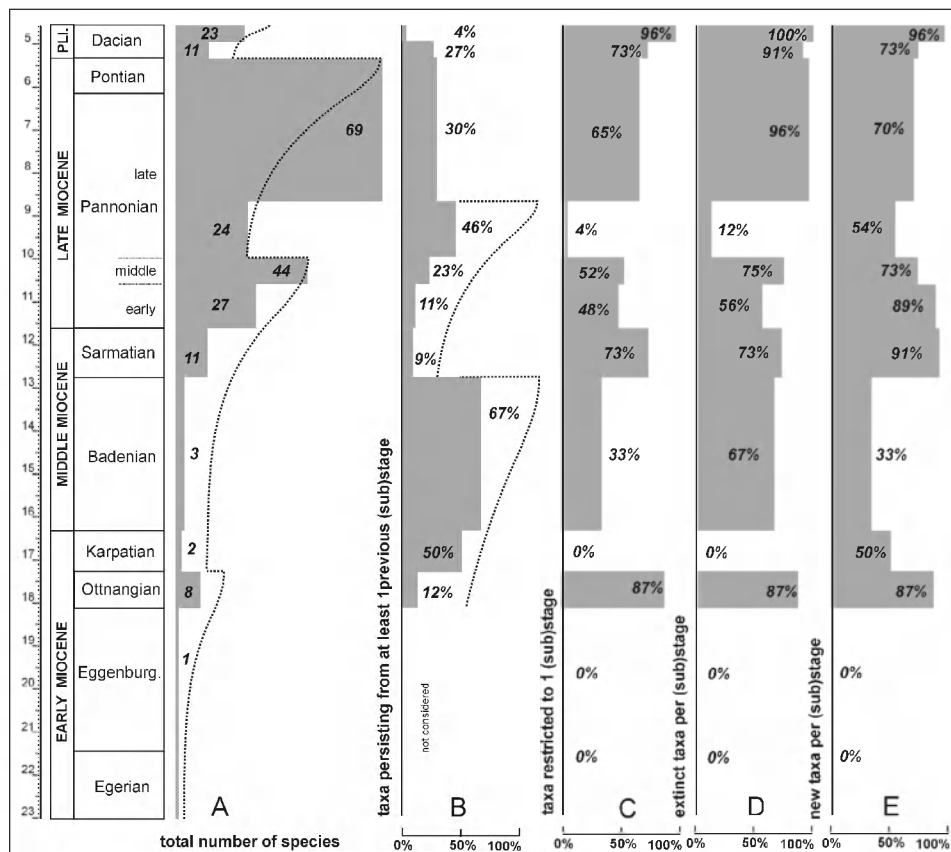 5
6
7
8
9
10
11
12
13
14
15
16
17
18
19
20
21
22
23
PLI.
LATE MIOCENE
MIDDLE MIOCENE
EARLY MIOCENE
Dacian
Pontian
late
Pannonian
middle
early
Sarmatian
Badenian
Karpatian
Ottnangian
Eggenburg.
Egerian
23
11
69
24
44
27
11
3
2
8
1
A
total number of species
taxa persisting from at least 1previous (sub)stage
4%
27%
30%
46%
23%
11%
9%
67%
50%
12%
not considered
B
0% 50% 100%
taxa restricted to 1 (sub)stage
96%
73%
65%
4%
52%
48%
73%
33%
0%
87%
0%
0%
C
0% 50% 100%
extinct taxa per (sub)stage
100%
91%
96%
12%
75%
56%
73%
67%
0%
87%
0%
0%
D
0% 50% 100%
new taxa per (sub)stage
96%
73%
70%
54%
73%
89%
91%
33%
50%
87%
0%
0%
E
0% 50% 100%